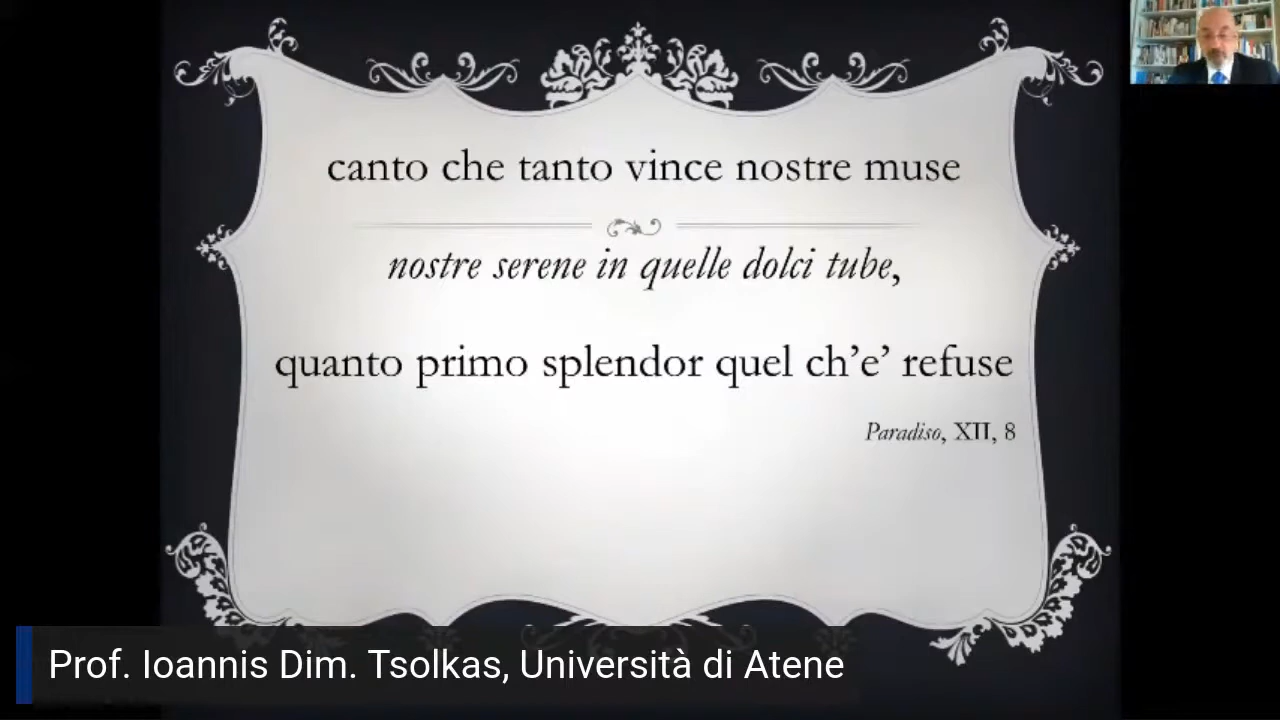 canto che tanto vince nostre muse
nostre serene in quelle dolci tube,
quanto primo splendor quel ch’e’ refuse
Paradiso, XII, 8
Prof. Ioannis Dim. Tsolkas, Università di Atene